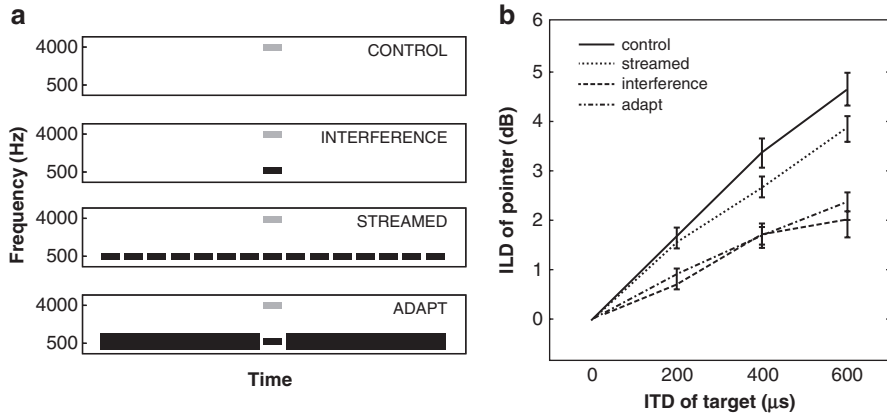 a
4000
500
CONTROL
4000
500
INTERFERENCE
4000
500
STREAMED
4000
500
ADAPT
Frequency (Hz)
Time
b
6
5
4
3
2
1
0
ILD of pointer (dB)
control
streamed
interference
adapt
0 200 400 600
ITD of target (μs)